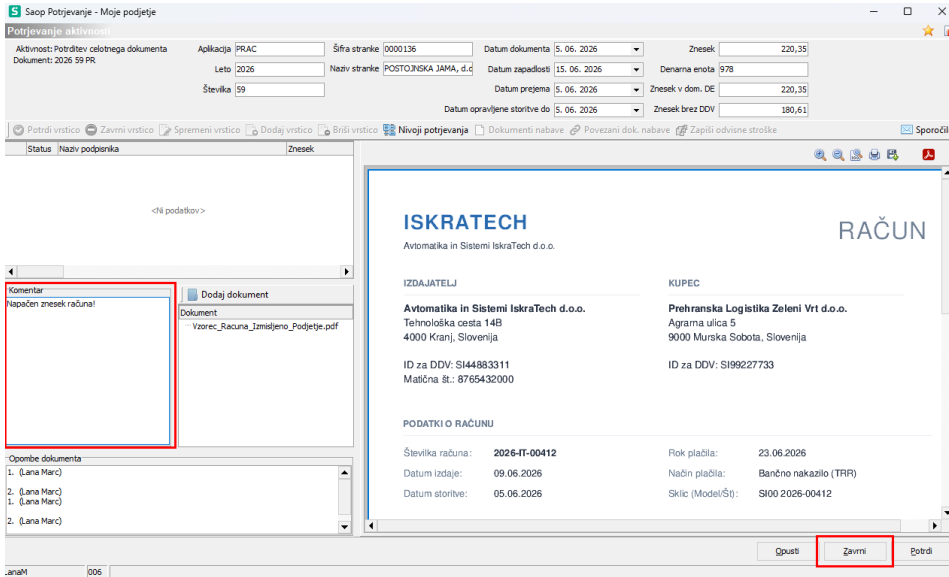 Saop Potrjevanje - Moje podjetje
Potrjevanje aktivnosti
Aktivnost: Potrditev celotnega dokumenta
Dokument: 2026 59 PR
Aplikacija PRAC
Leto 2026
Številka 59
Šifra stranke 0000136
Naziv stranke POSTOJNSKA JAMA, d.d
Datum dokumenta 5. 06. 2026
Datum zapadlosti 15. 06. 2026
Datum prejema 5. 06. 2026
Datum opravljene storitve do 5. 06. 2026
Znesek 220,35
Denarna enota 978
Znesek v dom. DE 220,35
Znesek brez DDV 180,61
Potrdi vrstico Zavrni vrstico Spremeni vrstico Dodaj vrstico Briši vrstico Nivoji potrjevanja Dokumenti nabave Povezani dok. nabave Zapiši odvisne stroške Sporočil
Status Naziv podpisnika Znesek
<Ni podatkov>
Komentar
Napačen znesek računa!
Dodaj dokument
Dokument
Vzorec_Racuna_Izmisljeno_Podjetje.pdf
Opombe dokumenta
1. (Lana Marc)
2. (Lana Marc)
1. (Lana Marc)
2. (Lana Marc)
ISKRATECH
Avtomatika in Sistemi IskraTech d.o.o.
RAČUN
IZDAJATELJ
Avtomatika in Sistemi IskraTech d.o.o.
Tehnološka cesta 14B
4000 Kranj, Slovenija
ID za DDV: SI44883311
Matična št.: 8765432000
KUPEC
Prehranska Logistika Zeleni Vrt d.o.o.
Agrarna ulica 5
9000 Murska Sobota, Slovenija
ID za DDV: SI99227733
PODATKI O RAČUNU
Številka računa: 2026-IT-00412
Datum izdaje: 09.06.2026
Datum storitve: 05.06.2026
Rok plačila: 23.06.2026
Način plačila: Bančno nakazilo (TRR)
Sklic (Model/Št): SI00 2026-00412
Opusti Zavrni Potrdi
LanaM 006